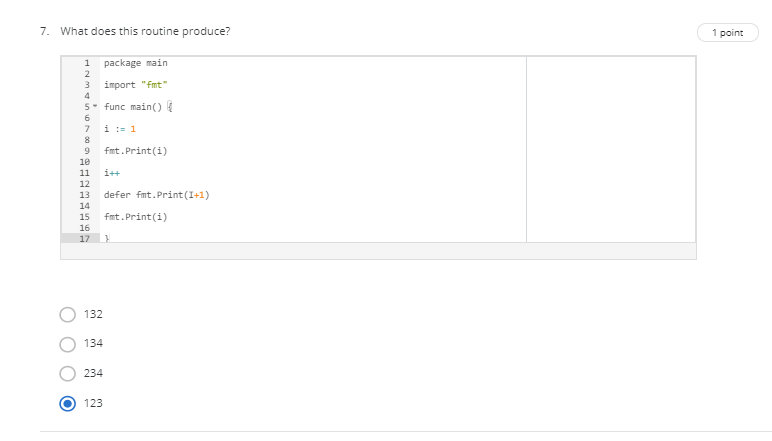 7. What does this routine produce?
1 point
1 package main
2
3 import "fmt"
4
5 func main() {
6
7 i := 1
8
9 fmt.Print(i)
10
11 i++
12
13 defer fmt.Print(I+1)
14
15 fmt.Print(i)
16
17 }
132
134
234
123